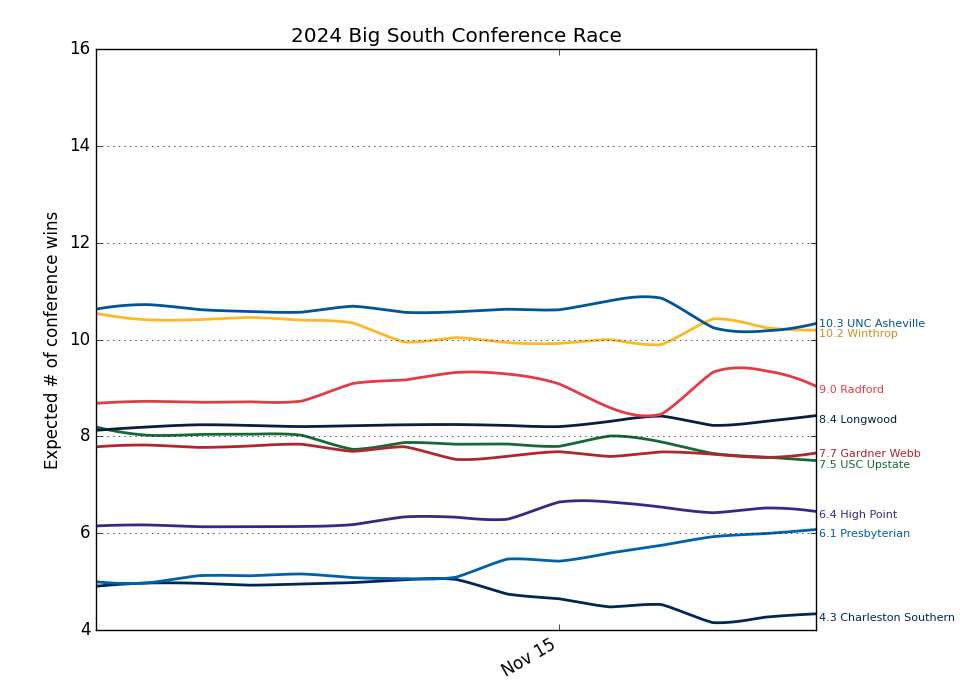 2024 Big South Conference Race
Expected # of conference wins
16
14
12
10
8
6
4
Nov 15
10.3 UNC Asheville
10.2 Winthrop
9.0 Radford
8.4 Longwood
7.7 Gardner Webb
7.5 USC Upstate
6.4 High Point
6.1 Presbyterian
4.3 Charleston Southern